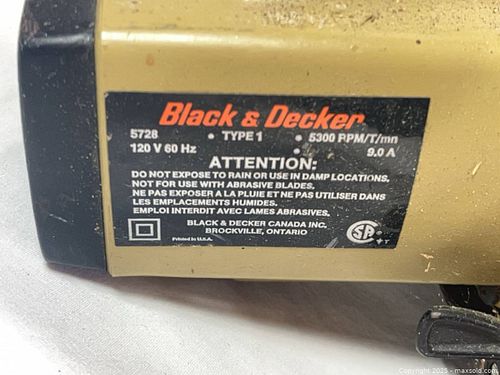 Black & Decker
5728 • TYPE 1 • 5300 RPM/T/mn
120 V 60 Hz • 9.0 A
ATTENTION:
DO NOT EXPOSE TO RAIN OR USE IN DAMP LOCATIONS,
NOT FOR USE WITH ABRASIVE BLADES.
NE PAS EXPOSER A LA PLUIE ET NE PAS UTILISER DANS
LES EMPLACEMENTS HUMIDES.
EMPLOI INTERDIT AVEC LAMES ABRASIVES.
BLACK & DECKER CANADA INC.
BROCKVILLE, ONTARIO
Printed in U.S.A.
SA
T
Copyright © 2025 - maxsold.com